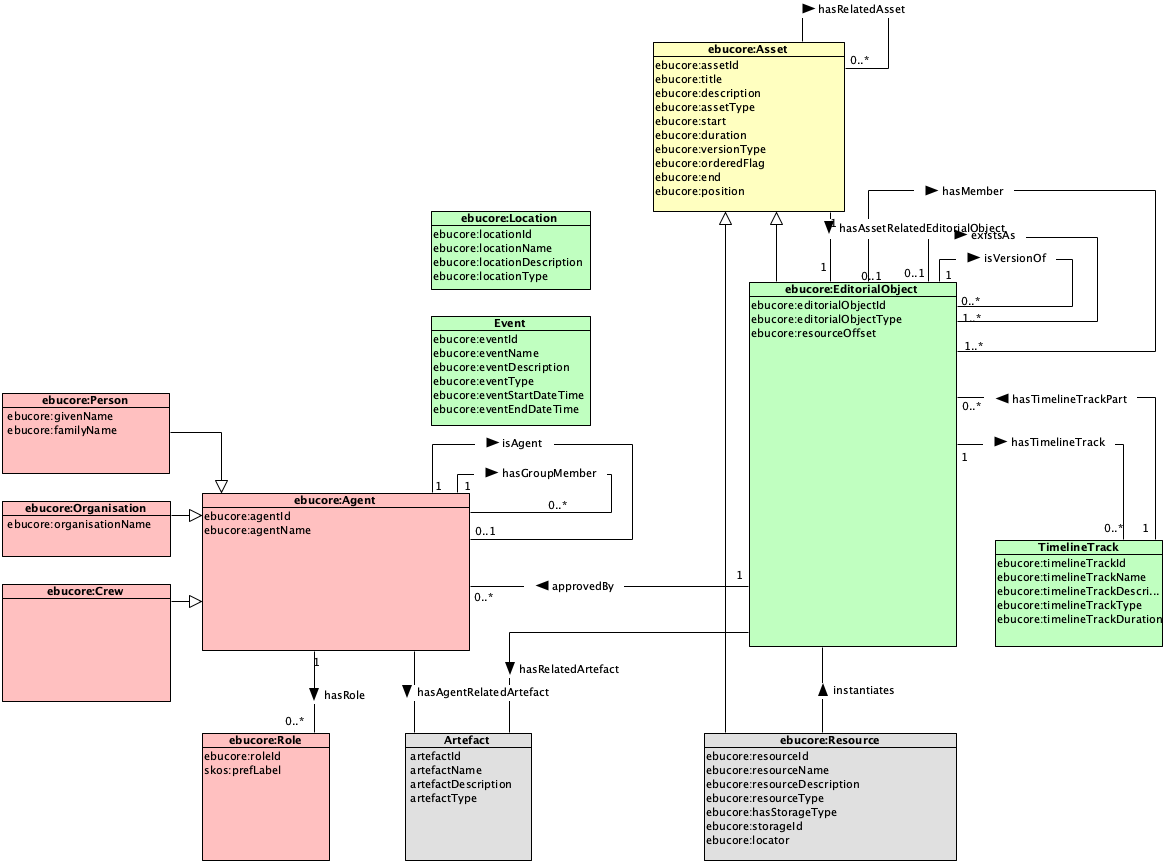 hasRelatedAsset
ebucore:Asset
0..*
ebucore:assetId
ebucore:title
ebucore:description
ebucore:assetType
ebucore:start
ebucore:duration
ebucore:versionType
ebucore:orderedFlag
ebucore:end
ebucore:position
hasMember
1
hasAssetRelatedEditorialObject
existsAs
isVersionOf
1
0..1
0..1
1
ebucore:Location
ebucore:locationId
ebucore:locationName
ebucore:locationDescription
ebucore:locationType
ebucore:EditorialObject
ebucore:editorialObjectId
ebucore:editorialObjectType
ebucore:resourceOffset
0..*
1..*
1..*
Event
ebucore:eventId
ebucore:eventName
ebucore:eventDescription
ebucore:eventType
ebucore:eventStartDateTime
ebucore:eventEndDateTime
ebucore:Person
ebucore:givenName
ebucore:familyName
hasTimelineTrackPart
0..*
isAgent
hasTimelineTrack
1
hasGroupMember
1
1
0..*
0..1
ebucore:Agent
ebucore:agentId
ebucore:agentName
ebucore:Organisation
ebucore:organisationName
0..*
1
TimelineTrack
ebucore:timelineTrackId
ebucore:timelineTrackName
ebucore:timelineTrackDescri...
ebucore:timelineTrackType
ebucore:timelineTrackDuration
ebucore:Crew
1
approvedBy
0..*
1
hasRelatedArtefact
hasRole
hasAgentRelatedArtefact
instantiates
0..*
ebucore:Role
ebucore:roleId
skos:prefLabel
Artefact
artefactId
artefactName
artefactDescription
artefactType
ebucore:Resource
ebucore:resourceId
ebucore:resourceName
ebucore:resourceDescription
ebucore:resourceType
ebucore:hasStorageType
ebucore:storageId
ebucore:locator